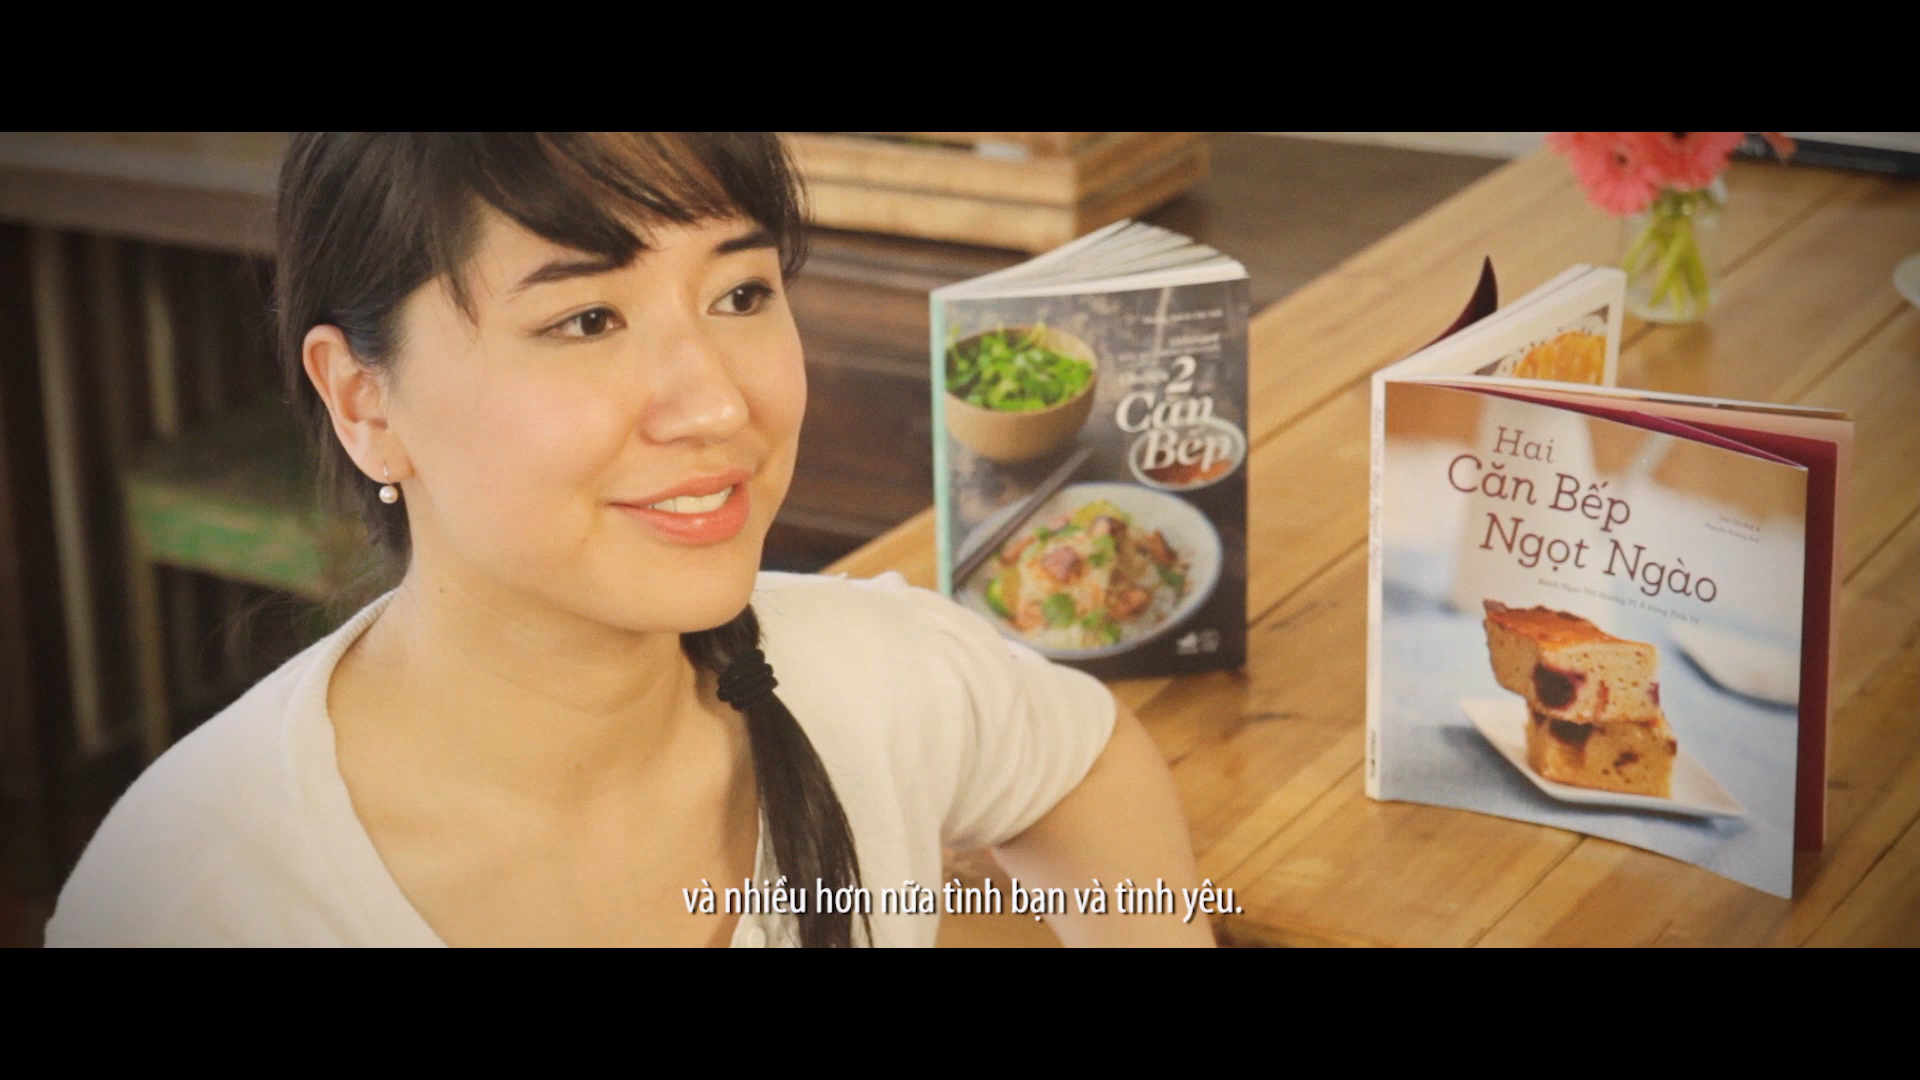 2
Căn
Bếp
Hai
Căn Bếp
Ngọt Ngào
và nhiều hơn nữa tình bạn và tình yêu.